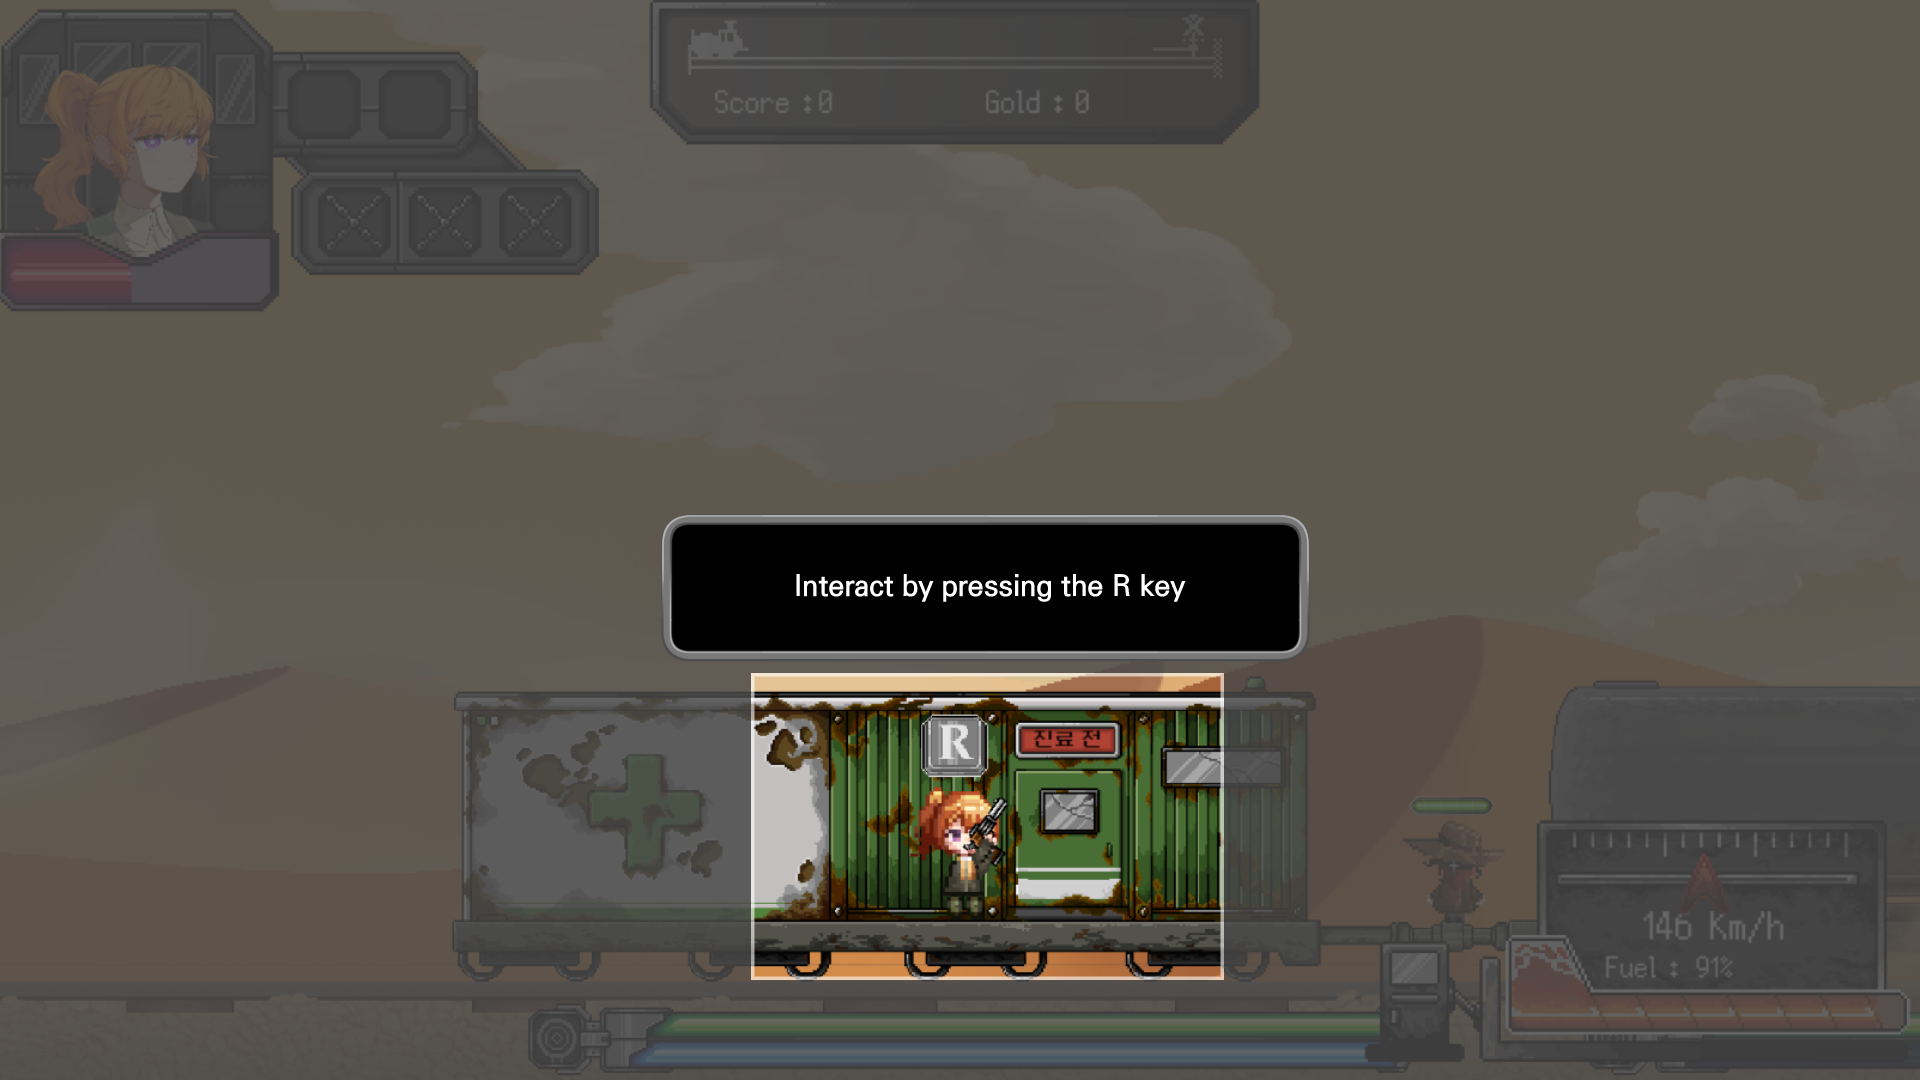 Score :0
Gold : 0
Interact by pressing the R key
R
진료 전
146 Km/h
Fuel : 91%